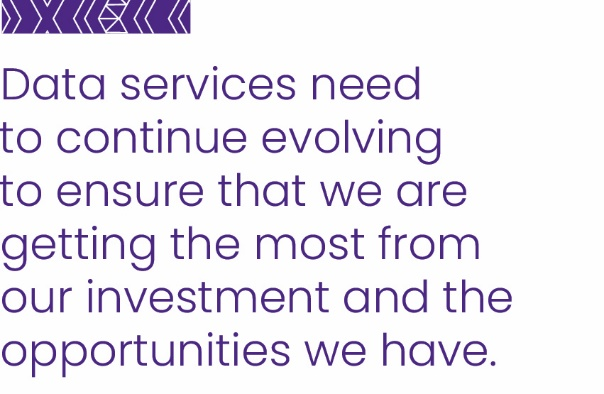 Data services need
to continue evolving
to ensure that we are
getting the most from
our investment and the
opportunities we have.